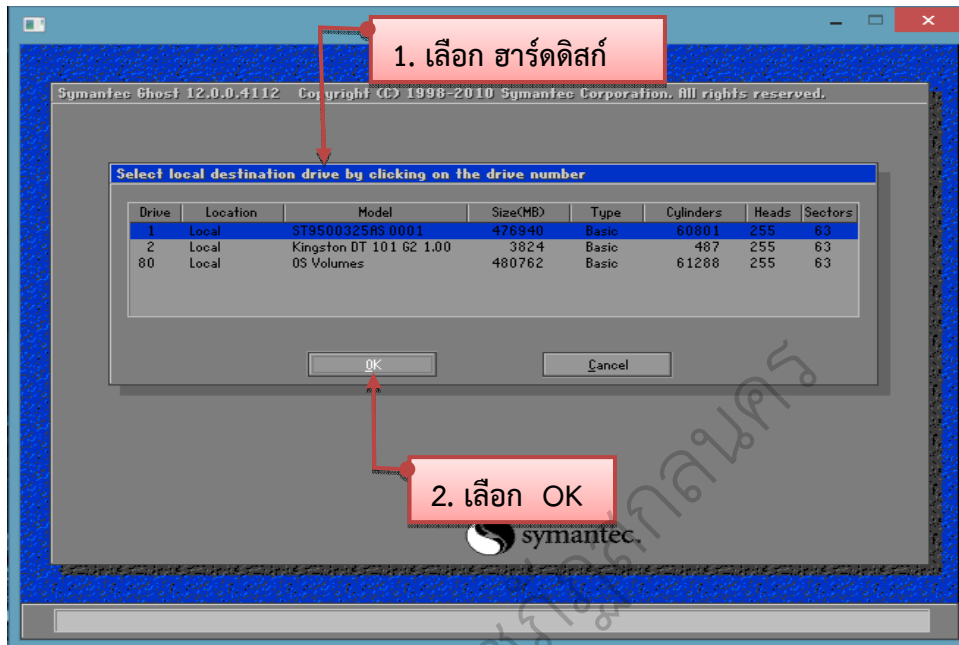 1. เลือก ฮาร์ดดิสก์
Symantec Ghost 12.0.0.4112 Copyright (C) 1998-2010 Symantec Corporation. All rights reserved.
Select local destination drive by clicking on the drive number
Drive Location Model Size(MB) Type Cylinders Heads Sectors
1 Local ST9500325AS 0001 476940 Basic 60801 255 63
2 Local Kingston DT 101 G2 1.00 3824 Basic 487 255 63
80 Local OS Volumes 480762 Basic 61288 255 63
OK Cancel
2. เลือก OK
symantec.